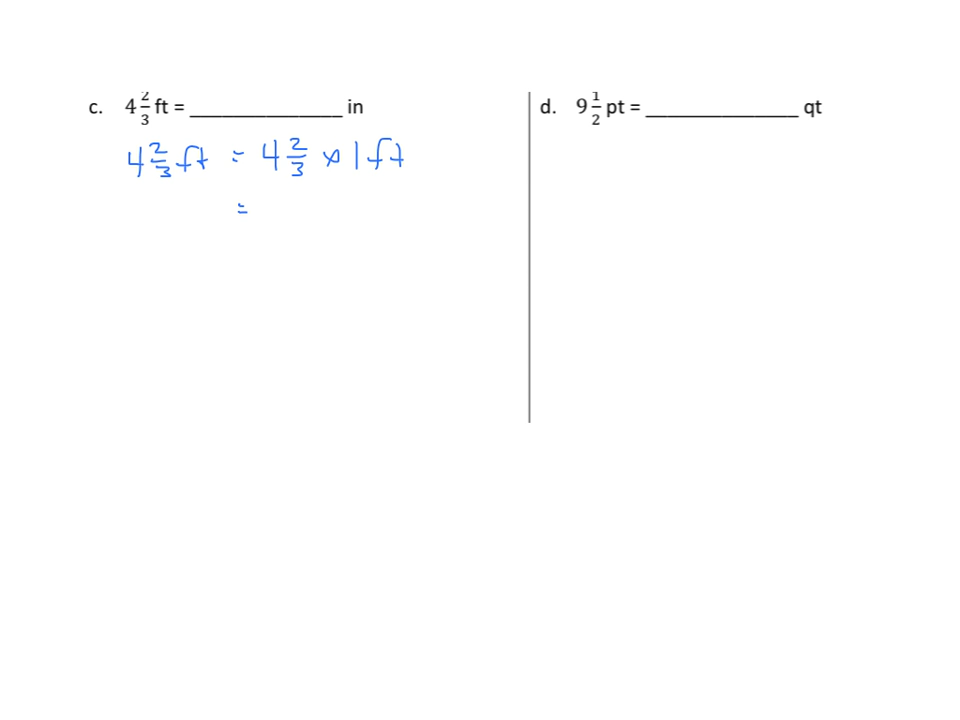 c. 4 2/3 ft = ______________ in
4 2/3 ft = 4 2/3 x 1 ft
=
d. 9 1/2 pt = ______________ qt